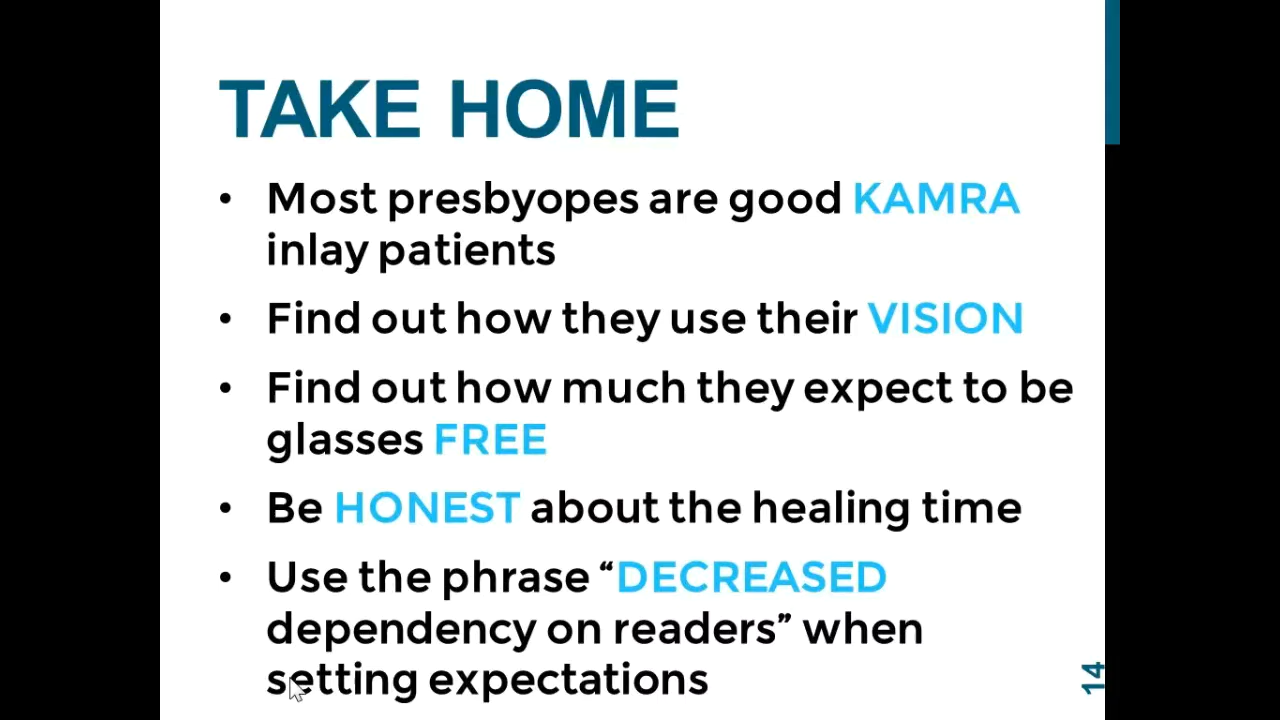 TAKE HOME
• Most presbyopes are good KAMRA
inlay patients
• Find out how they use their VISION
• Find out how much they expect to be
glasses FREE
• Be HONEST about the healing time
• Use the phrase “DECREASED
dependency on readers” when
setting expectations
14